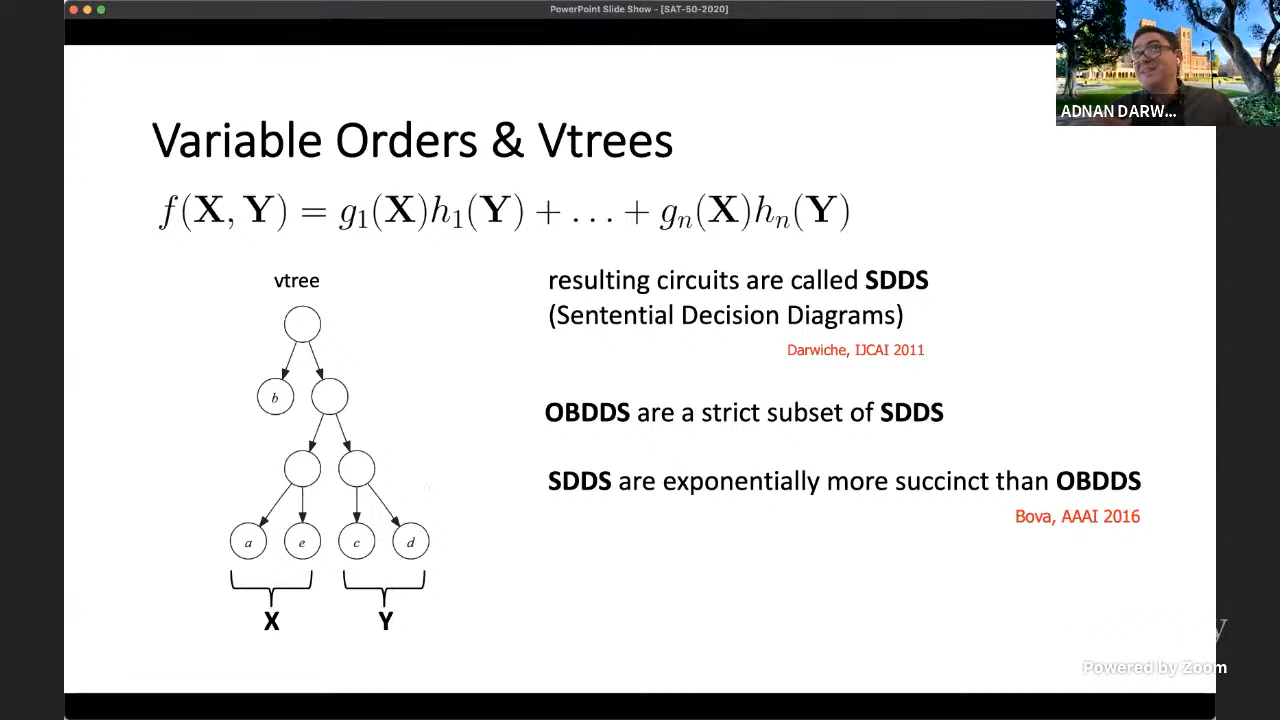 PowerPoint Slide Show - [SAT-50-2020]
ADNAN DARW...
Variable Orders & Vtrees
f(X, Y) = g₁(X)h₁(Y) + ... + gₙ(X)hₙ(Y)
vtree
b
a e c d
X Y
resulting circuits are called SDDS
(Sentential Decision Diagrams)
Darwiche, IJCAI 2011
OBDDS are a strict subset of SDDS
SDDS are exponentially more succinct than OBDDS
Bova, AAAI 2016
Powered by Zoom